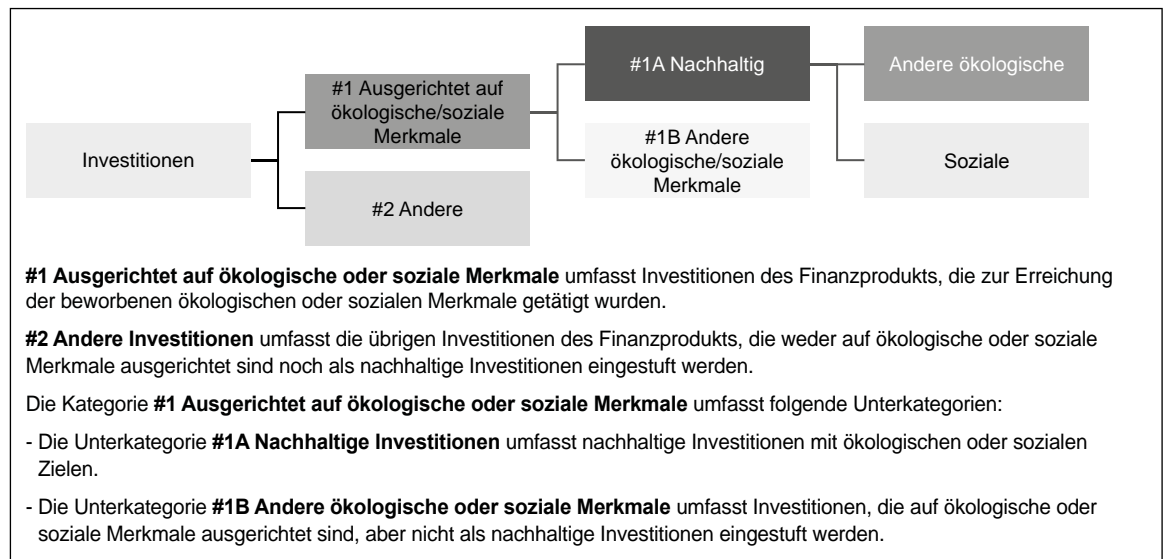 #1A Nachhaltig
Andere ökologische
#1 Ausgerichtet auf
ökologische/soziale
Merkmale
Investitionen
#1B Andere
ökologische/soziale
Merkmale
Soziale
#2 Andere
#1 Ausgerichtet auf ökologische oder soziale Merkmale umfasst Investitionen des Finanzprodukts, die zur Erreichung
der beworbenen ökologischen oder sozialen Merkmale getätigt wurden.
#2 Andere Investitionen umfasst die übrigen Investitionen des Finanzprodukts, die weder auf ökologische oder soziale
Merkmale ausgerichtet sind noch als nachhaltige Investitionen eingestuft werden.
Die Kategorie #1 Ausgerichtet auf ökologische oder soziale Merkmale umfasst folgende Unterkategorien:
- Die Unterkategorie #1A Nachhaltige Investitionen umfasst nachhaltige Investitionen mit ökologischen oder sozialen
Zielen.
- Die Unterkategorie #1B Andere ökologische oder soziale Merkmale umfasst Investitionen, die auf ökologische oder
soziale Merkmale ausgerichtet sind, aber nicht als nachhaltige Investitionen eingestuft werden.